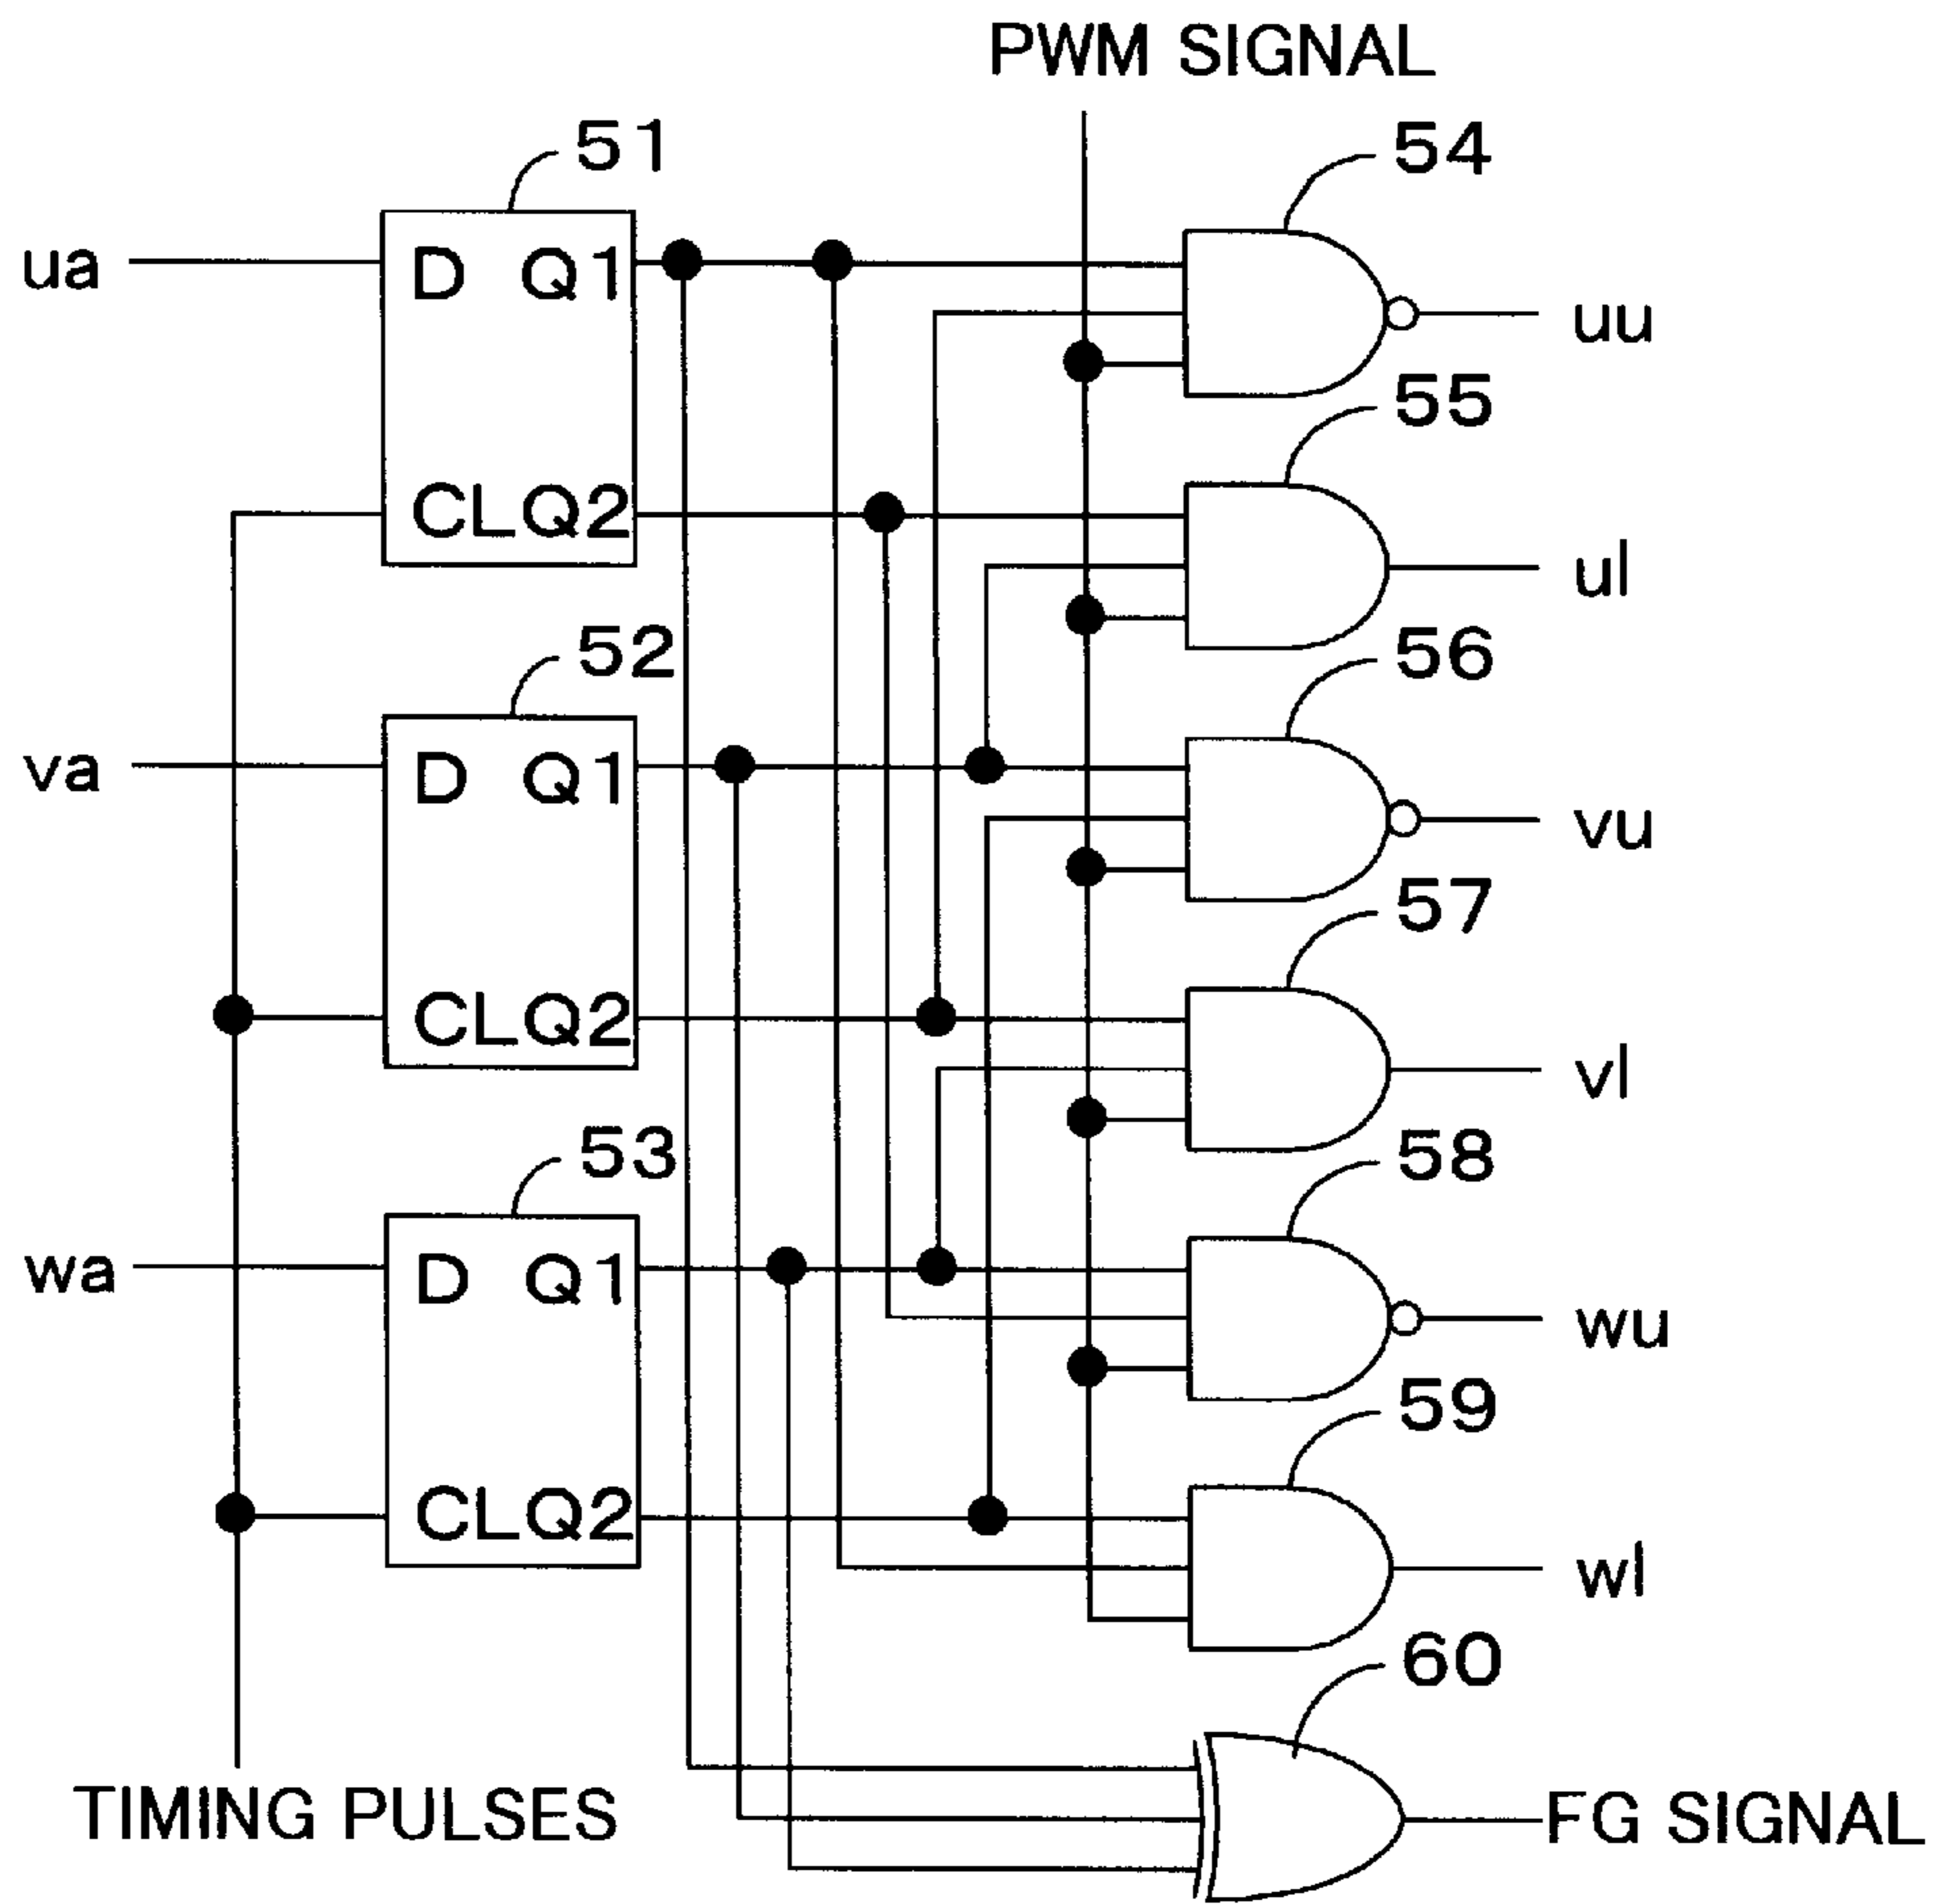 PWM SIGNAL
51
54
ua
D Q1
uu
55
CLQ2
ul
52
56
va
D Q1
vu
57
CLQ2
vl
53
58
wa
D Q1
wu
59
CLQ2
wl
60
TIMING PULSES
FG SIGNAL